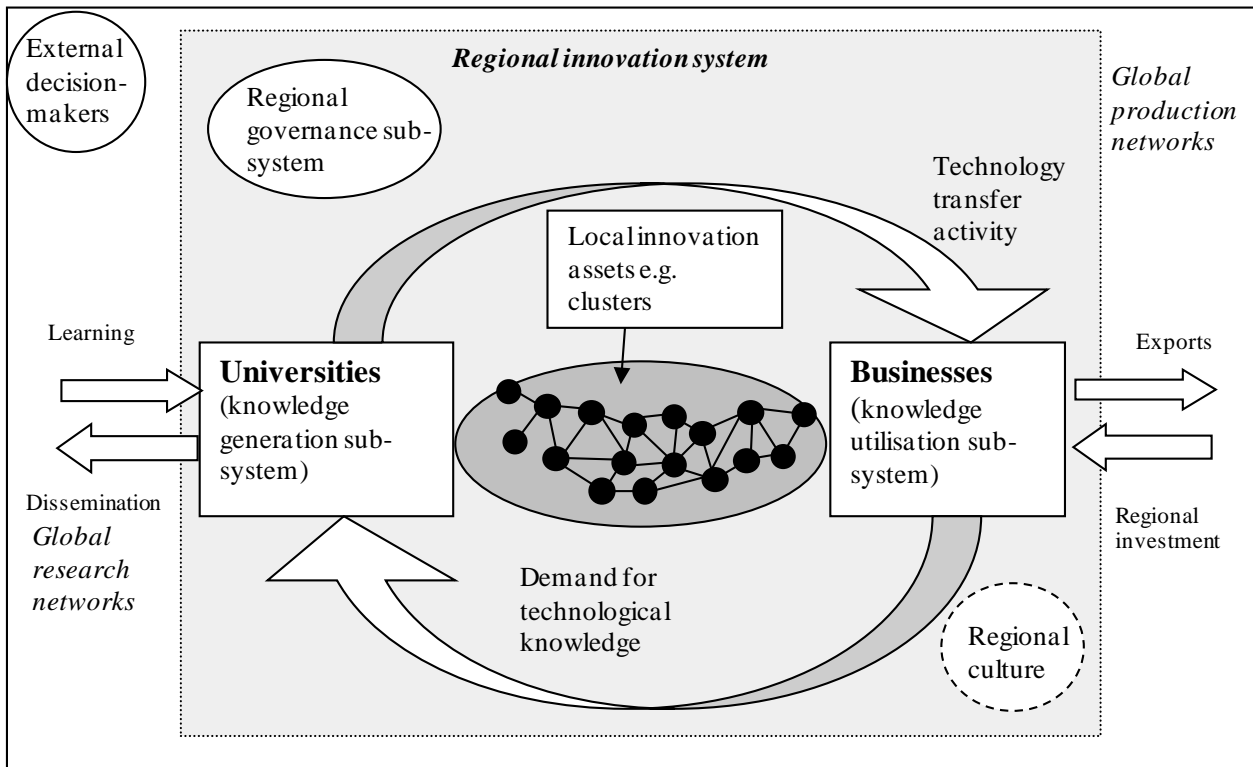 External
decision-
makers
Regional innovation system
Regional
governance sub-
system
Global
production
networks
Technology
transfer
activity
Local innovation
assets e.g.
clusters
Learning
Universities
(knowledge
generation sub-
system)
Businesses
(knowledge
utilisation sub-
system)
Exports
Dissemination
Global
research
networks
Regional
investment
Demand for
technological
knowledge
Regional
culture